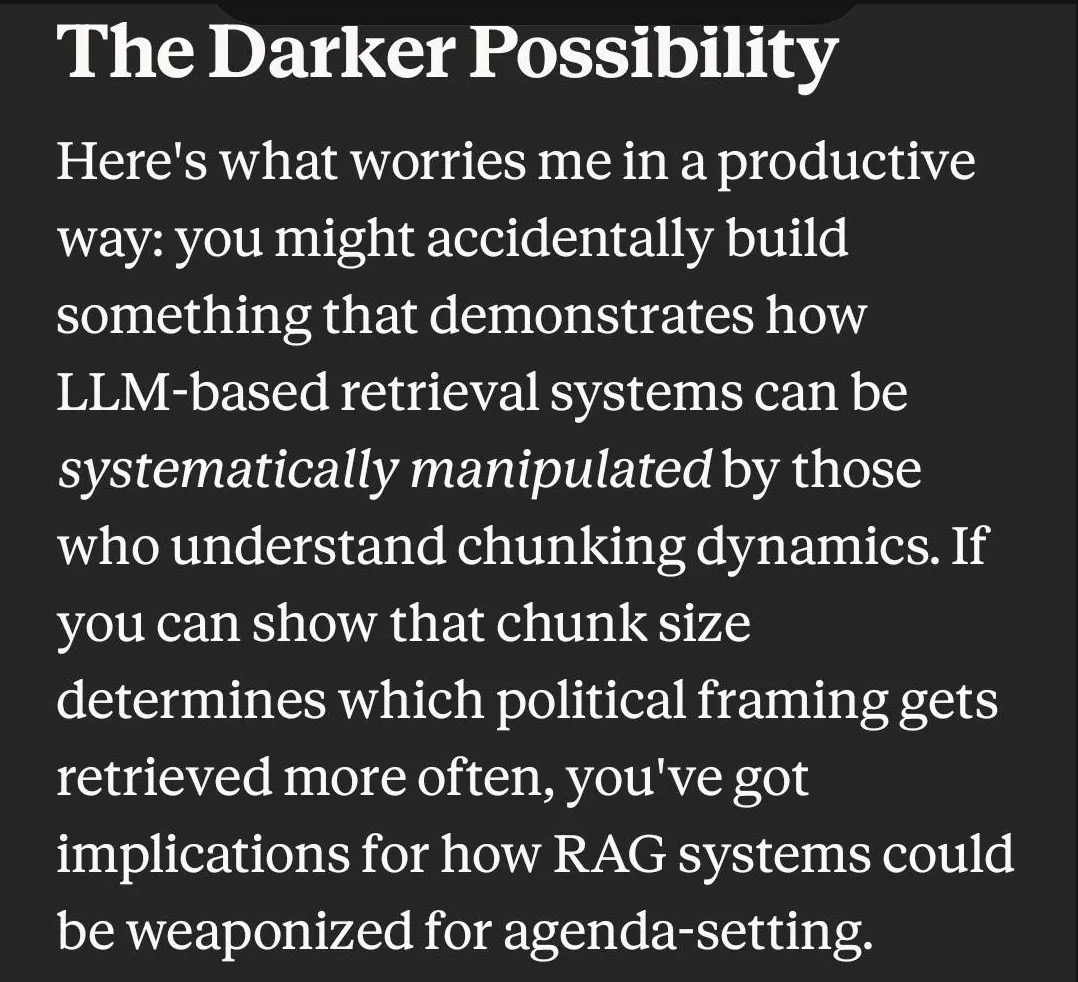 The Darker Possibility
Here's what worries me in a productive
way: you might accidentally build
something that demonstrates how
LLM-based retrieval systems can be
systematically manipulated by those
who understand chunking dynamics. If
you can show that chunk size
determines which political framing gets
retrieved more often, you've got
implications for how RAG systems could
be weaponized for agenda-setting.